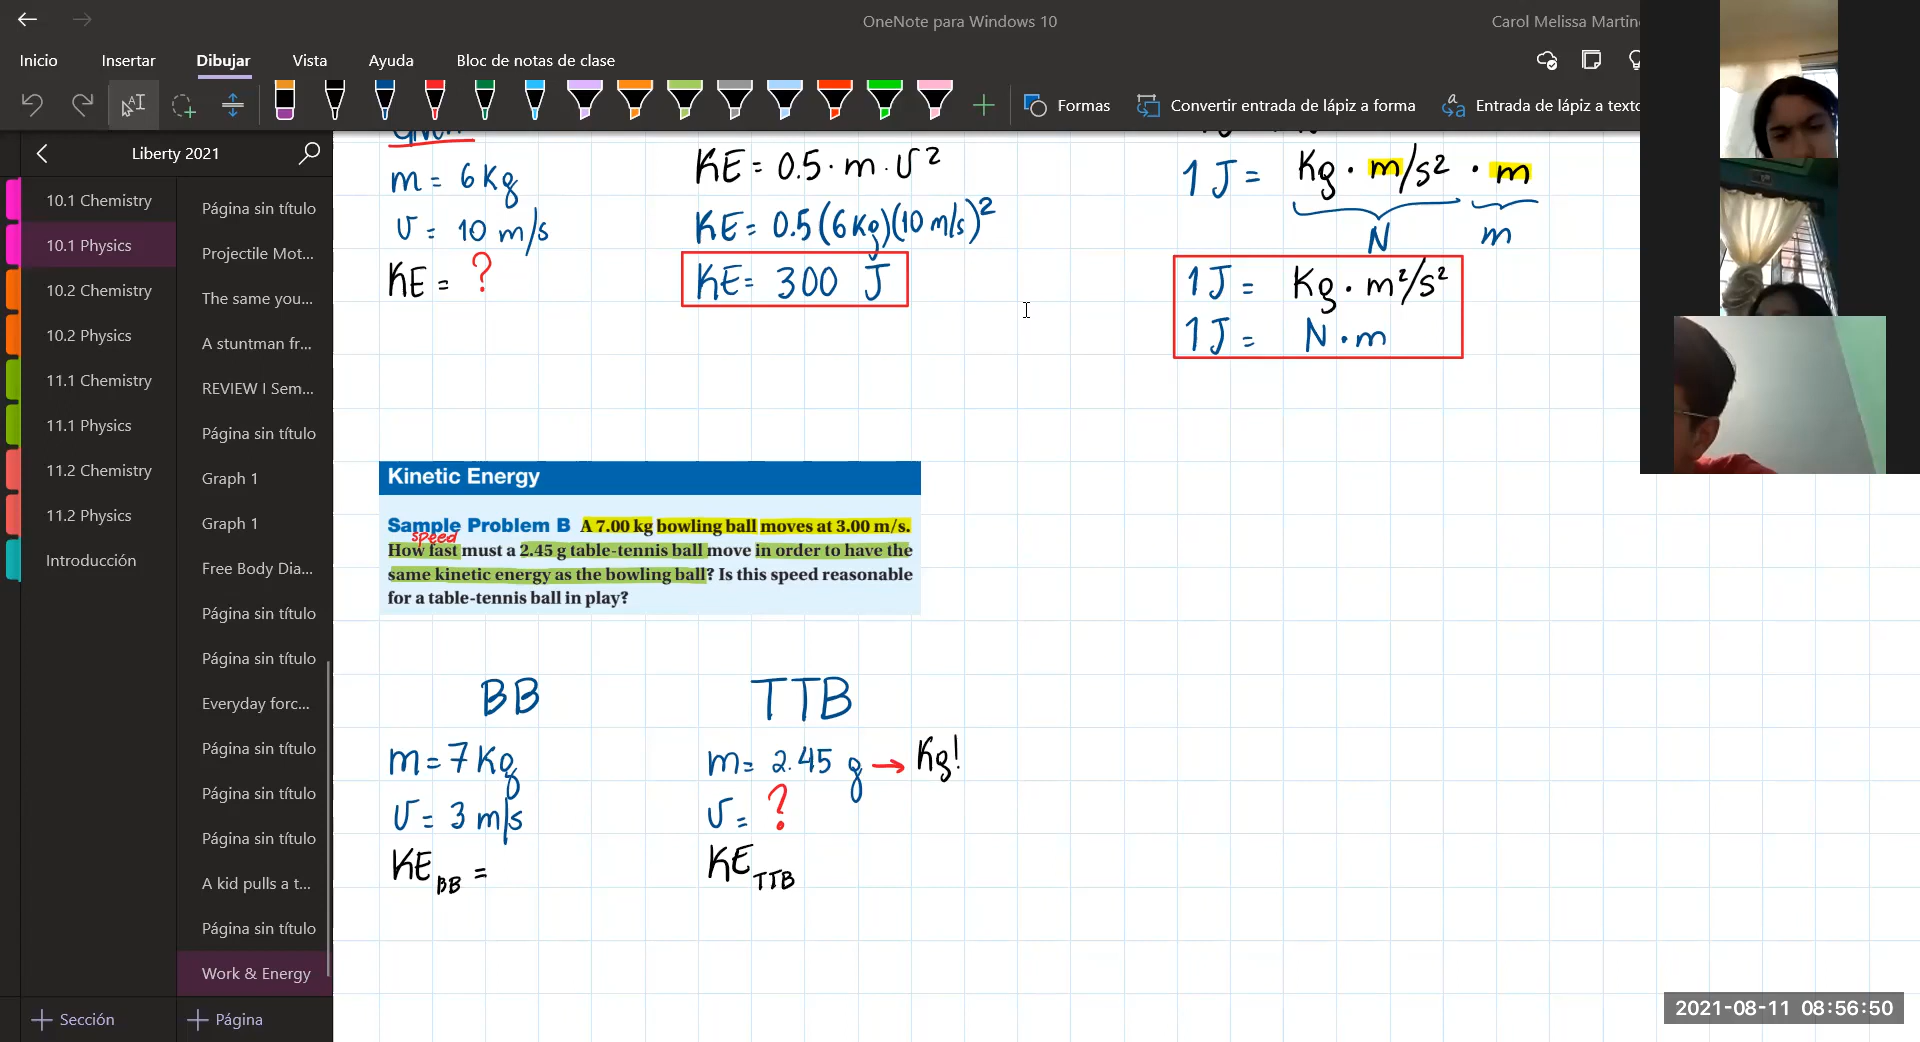 OneNote para Windows 10
Carol Melissa Martin
Inicio
Insertar
Dibujar
Vista
Ayuda
Bloc de notas de clase
Formas
Convertir entrada de lápiz a forma
Entrada de lápiz a texto
Liberty 2021
10.1 Chemistry
10.1 Physics
10.2 Chemistry
10.2 Physics
11.1 Chemistry
11.1 Physics
11.2 Chemistry
11.2 Physics
Introducción
Sección
Página sin título
Projectile Mot...
The same you...
A stuntman fr...
REVIEW I Sem...
Página sin título
Graph 1
Graph 1
Free Body Dia...
Página sin título
Página sin título
Everyday forc...
Página sin título
Página sin título
Página sin título
A kid pulls a t...
Página sin título
Work & Energy
Página
Given
m = 6 Kg
v = 10 m/s
KE = ?
KE = 0.5 · m · v²
KE = 0.5 (6 Kg)(10 m/s)²
KE = 300 J
1 J = Kg · m/s² · m
N m
1 J = Kg · m²/s²
1 J = N · m
Kinetic Energy
Sample Problem B A 7.00 kg bowling ball moves at 3.00 m/s.
speed
How fast must a 2.45 g table-tennis ball move in order to have the
same kinetic energy as the bowling ball? Is this speed reasonable
for a table-tennis ball in play?
BB
m = 7 Kg
v = 3 m/s
KE BB =
TTB
m = 2.45 g → Kg!
v = ?
KE TTB
2021-08-11 08:56:50